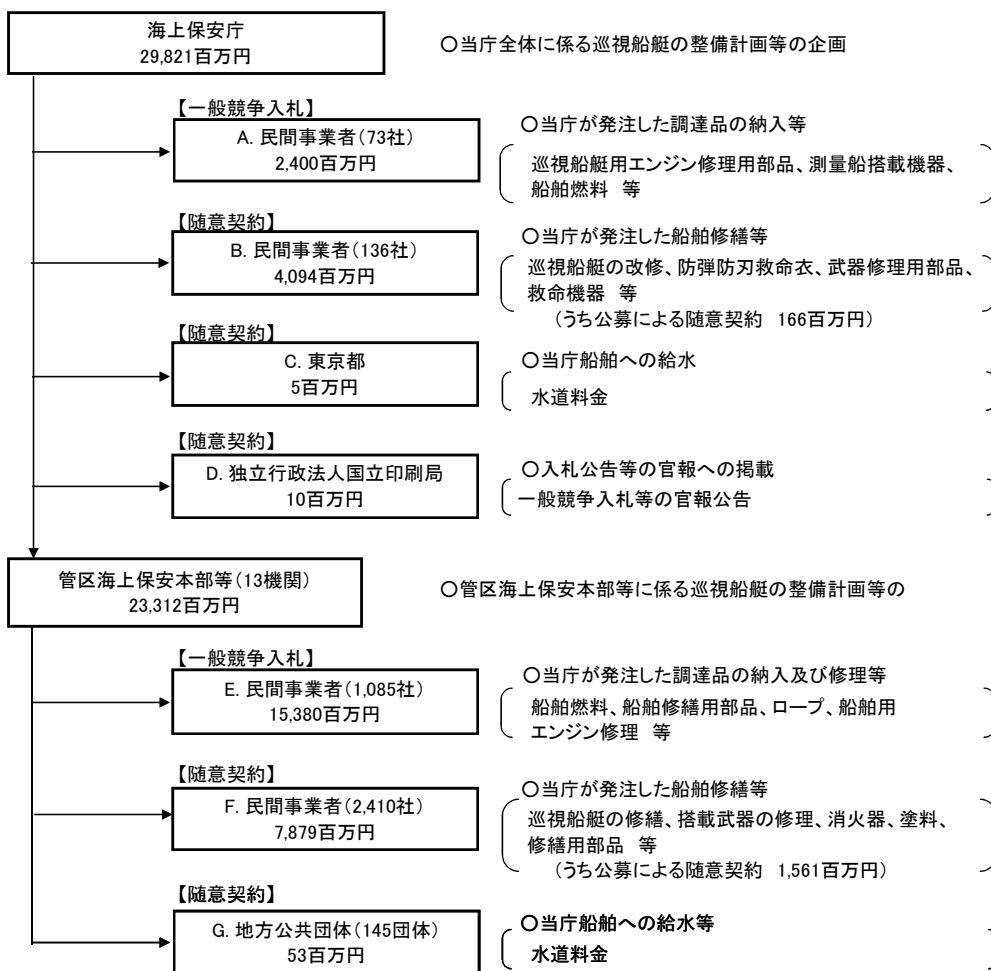 海上保安庁
29,821百万円
○当庁全体に係る巡視船艇の整備計画等の企画
【一般競争入札】
A. 民間事業者(73社)
2,400百万円
○当庁が発注した調達品の納入等
巡視船艇用エンジン修理用部品、測量船搭載機器、
船舶燃料 等
【随意契約】
B. 民間事業者(136社)
4,094百万円
○当庁が発注した船舶修繕等
巡視船艇の改修、防弾防刃救命衣、武器修理用部品、
救命機器 等
(うち公募による随意契約 166百万円)
【随意契約】
C. 東京都
5百万円
○当庁船舶への給水
水道料金
【随意契約】
D. 独立行政法人国立印刷局
10百万円
○入札公告等の官報への掲載
一般競争入札等の官報公告
管区海上保安本部等(13機関)
23,312百万円
○管区海上保安本部等に係る巡視船艇の整備計画等の
【一般競争入札】
E. 民間事業者(1,085社)
15,380百万円
○当庁が発注した調達品の納入及び修理等
船舶燃料、船舶修繕用部品、ロープ、船舶用
エンジン修理 等
【随意契約】
F. 民間事業者(2,410社)
7,879百万円
○当庁が発注した船舶修繕等
巡視船艇の修繕、搭載武器の修理、消火器、塗料、
修繕用部品 等
(うち公募による随意契約 1,561百万円)
【随意契約】
G. 地方公共団体(145団体)
53百万円
○当庁船舶への給水等
水道料金